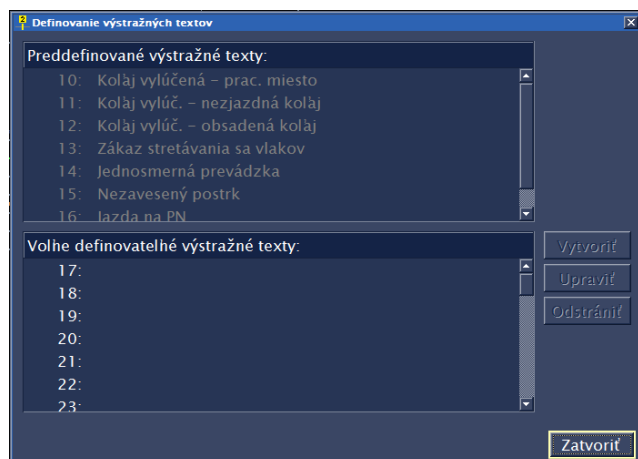 Definovanie výstražných textov
Preddefinované výstražné texty:
10: Koľaj vylúčená – prac. miesto
11: Koľaj vylúč. – nezjazdná koľaj
12: Koľaj vylúč. – obsadená koľaj
13: Zákaz stretávania sa vlakov
14: Jednosmerná prevádzka
15: Nezavesený postrk
16: Jazda na PN
Voľne definovateľné výstražné texty:
17:
18:
19:
20:
21:
22:
23:
Vytvoriť
Upraviť
Odstrániť
Zatvoriť